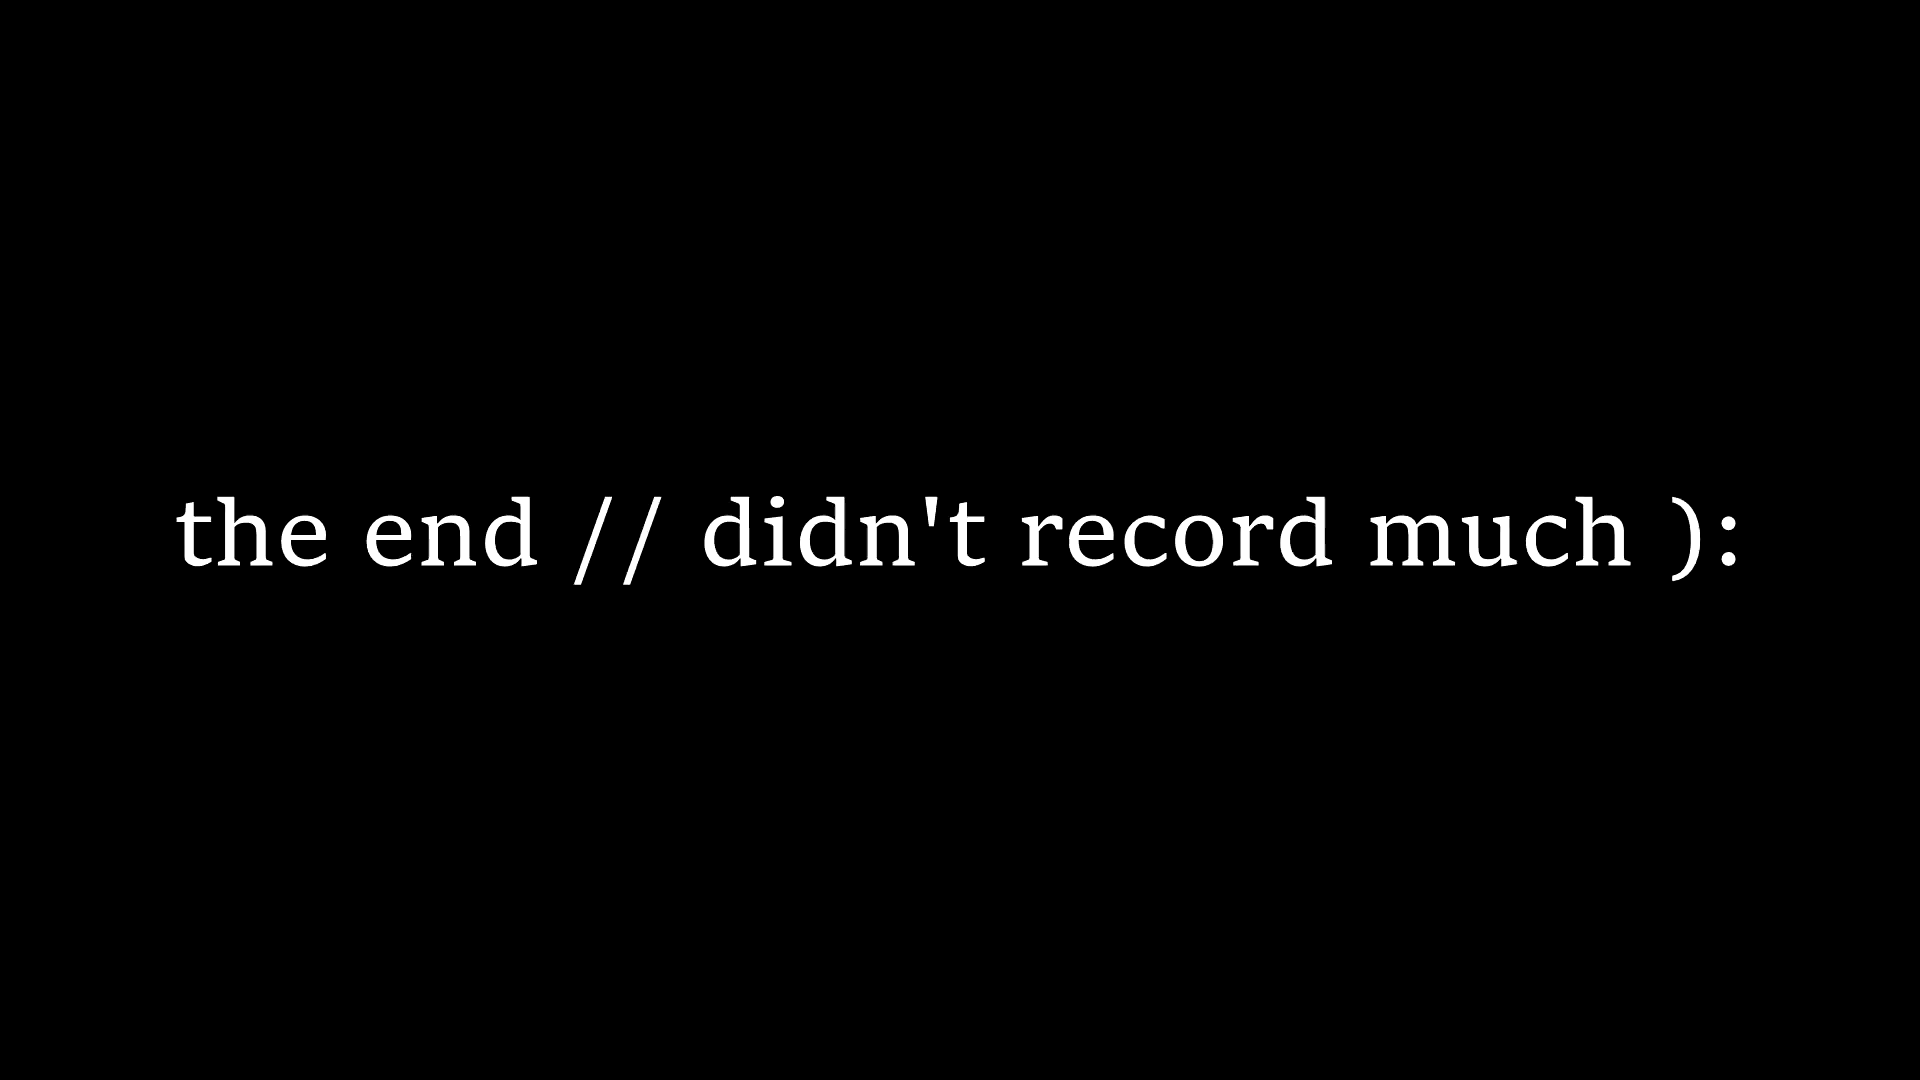 the end // didn't record much ):